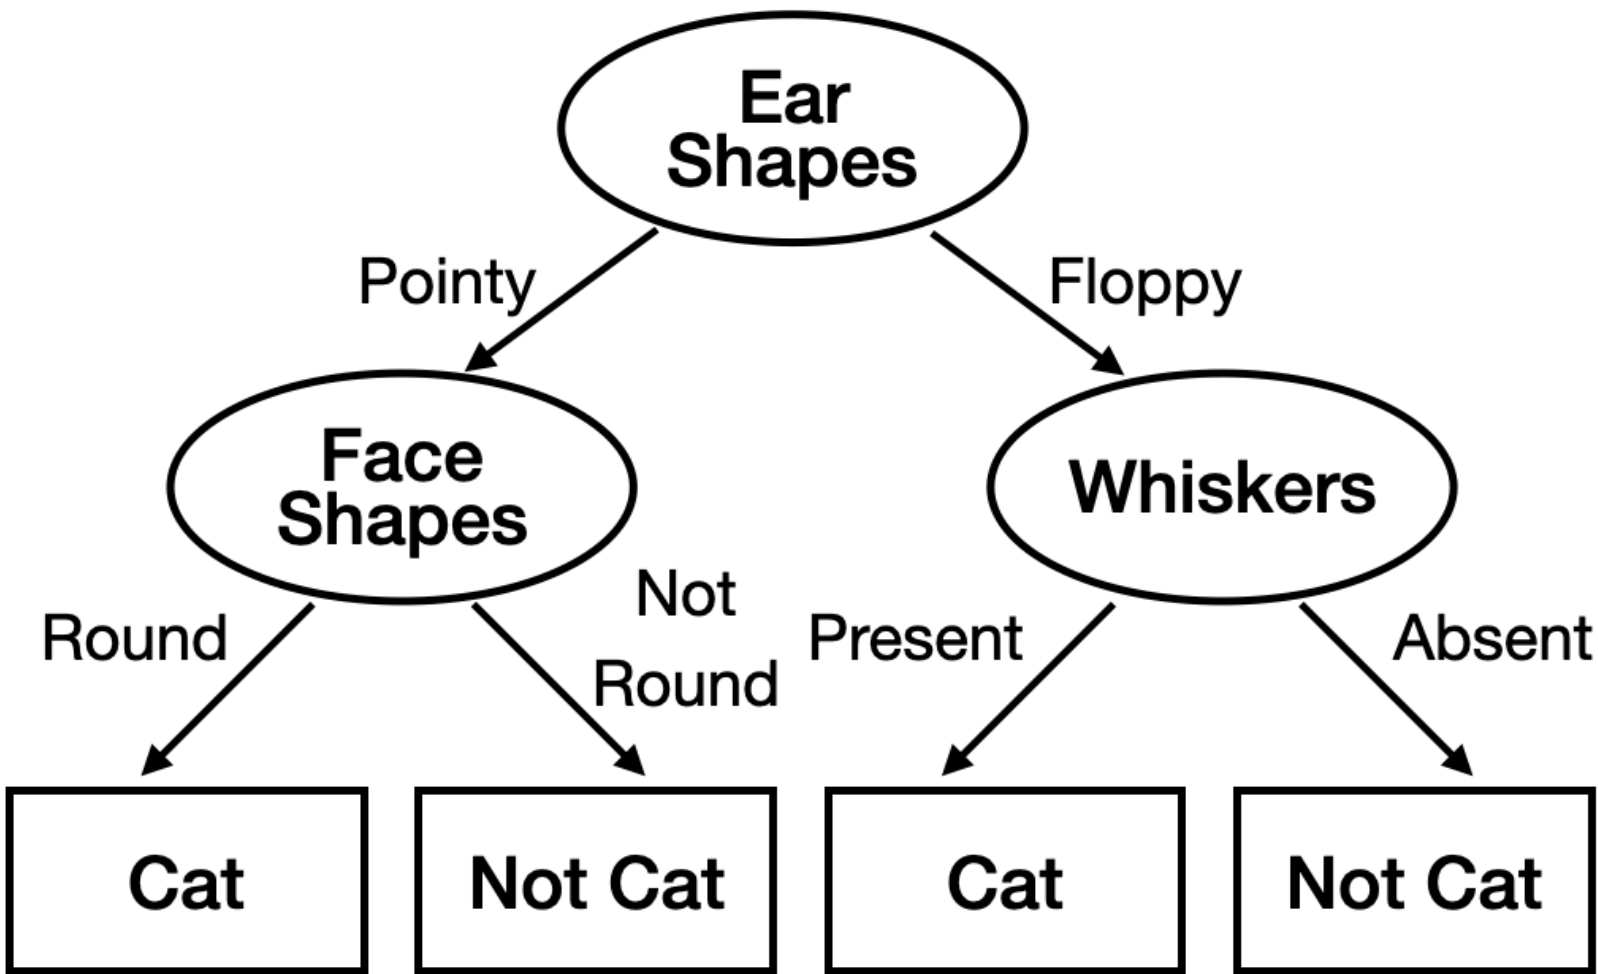 Ear
Shapes
Pointy
Floppy
Face
Shapes
Whiskers
Round
Not
Round
Present
Absent
Cat
Not Cat
Cat
Not Cat